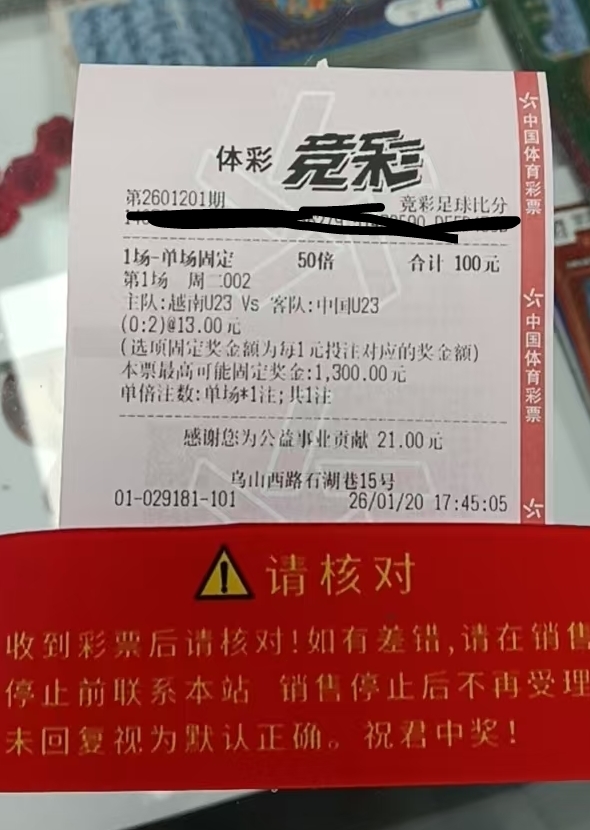 体彩 竞彩
第2601201期 竞彩足球比分
1场-单场固定 50倍 合计 100元
第1场 周二002
主队:越南U23 Vs 客队:中国U23
(0:2)@13.00元
(选项固定奖金额为每1元投注对应的奖金额)
本票最高可能固定奖金:1,300.00元
单倍注数:单场*1注;共1注
感谢您为公益事业贡献 21.00元
乌山西路石湖巷15号
01-029181-101 26/01/20 17:45:05
中国体育彩票
中国体育彩票
请核对
收到彩票后请核对!如有差错,请在销售
停止前联系本站 销售停止后不再受理
未回复视为默认正确。祝君中奖!